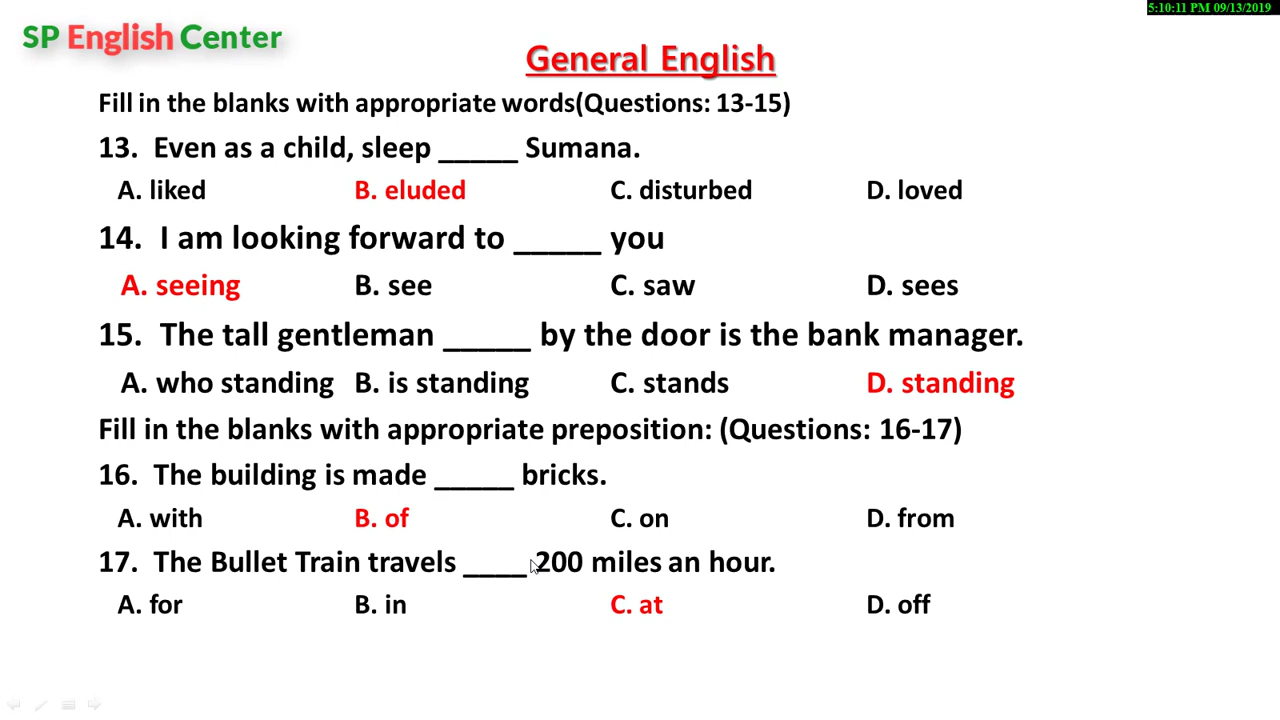 5:10:11 PM 09/13/2019
SP English Center
General English
Fill in the blanks with appropriate words(Questions: 13-15)
13. Even as a child, sleep _____ Sumana.
A. liked B. eluded C. disturbed D. loved
14. I am looking forward to _____ you
A. seeing B. see C. saw D. sees
15. The tall gentleman _____ by the door is the bank manager.
A. who standing B. is standing C. stands D. standing
Fill in the blanks with appropriate preposition: (Questions: 16-17)
16. The building is made _____ bricks.
A. with B. of C. on D. from
17. The Bullet Train travels ____ 200 miles an hour.
A. for B. in C. at D. off